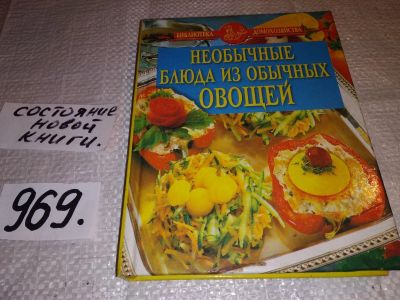 БИБЛИОТЕКА ДОМОХОЗЯЙСТВА
НЕОБЫЧНЫЕ
БЛЮДА ИЗ ОБЫЧНЫХ
ОВОЩЕЙ
состояние
новой
книги.
969.